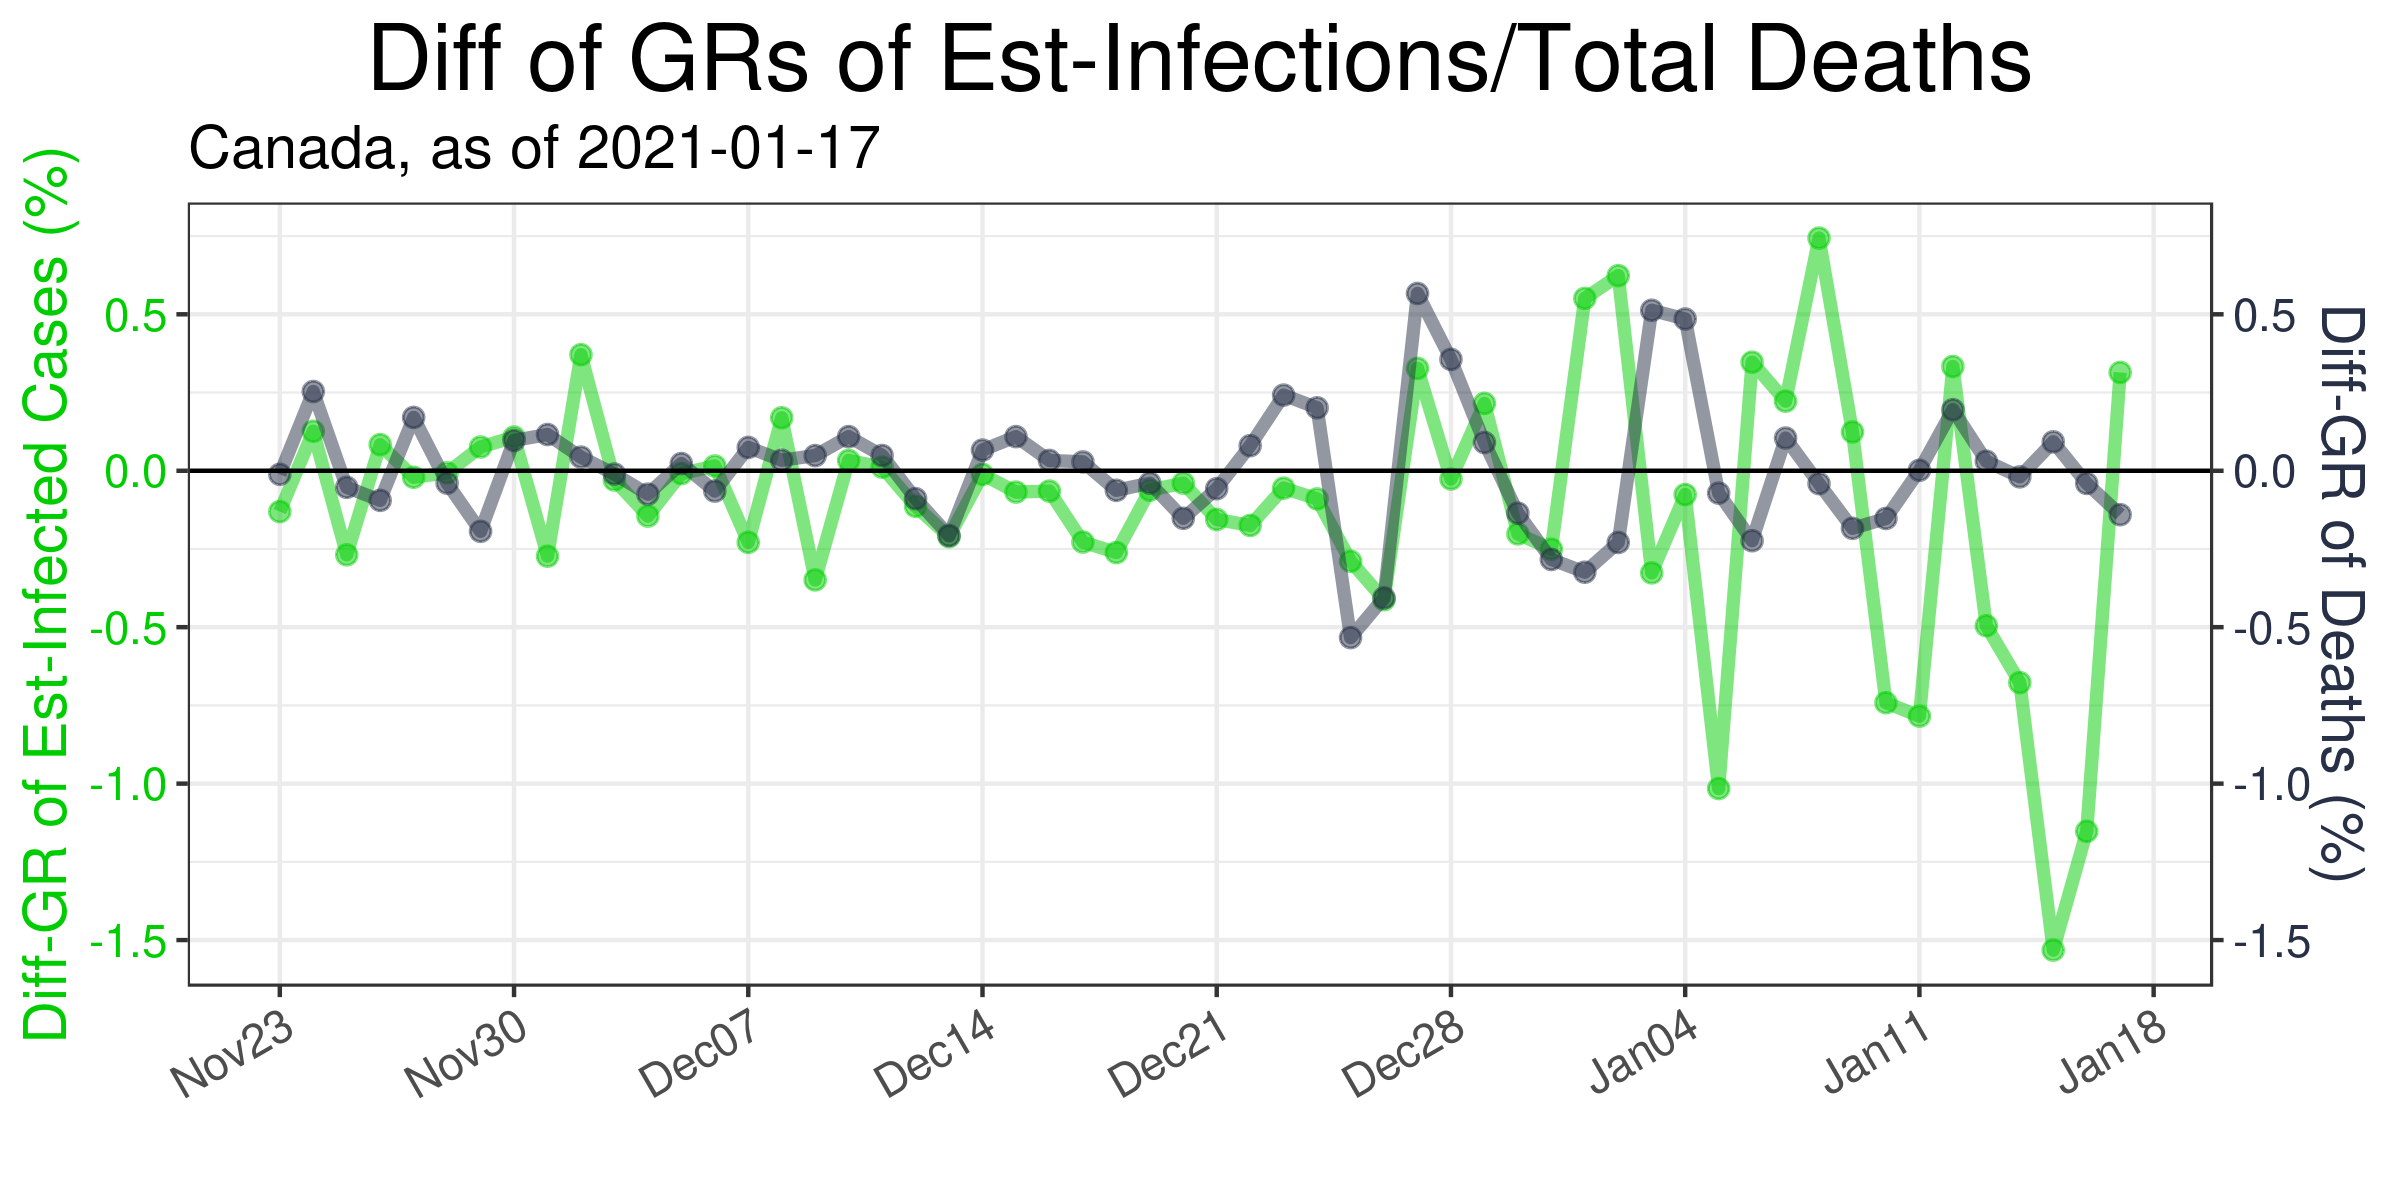 Diff of GRs of Est-Infections/Total Deaths
Canada, as of 2021-01-17
Diff-GR of Est-Infected Cases (%)
0.5
0.0
-0.5
-1.0
-1.5
0.5
0.0
-0.5
-1.0
-1.5
Diff-GR of Deaths (%)
Nov23
Nov30
Dec07
Dec14
Dec21
Dec28
Jan04
Jan11
Jan18